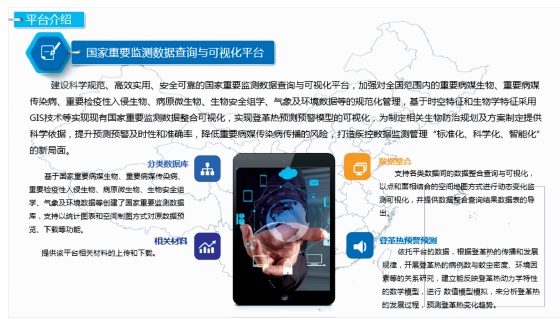 平台介绍
国家重要监测数据查询与可视化平台
建设科学规范、高效实用、安全可靠的国家重要监测数据查询与可视化平台，加强对全国范围内的重要病媒生物、重要病媒
传染病、重要检疫性入侵生物、病原微生物、生物安全组学、气象及环境数据等的规范化管理，基于时空特征和生物学特征采用
GIS技术等实现现有国家重要监测数据整合可视化，实现登革热预测预警模型的可视化，为制定相关生物防治规划及方案制定提供
科学依据，提升预测预警及时性和准确率，降低重要病媒传染病传播的风险，打造疾控数据监测管理“标准化、科学化、智能化”
的新局面。
分类数据库
基于国家重要病媒生物、重要病媒传染病、
重要检疫性入侵生物、病原微生物、生物安全组
学、气象及环境数据等创建了国家重要监测数据
库，支持以统计图表和空间制图方式对原数据预
览、下载等功能。
相关材料
提供该平台相关材料的上传和下载。
数据整合
支持各类数据间的数据整合查询与可视化，
以点和面相结合的空间地图方式进行动态变化监
测可视化，并提供数据整合查询结果数据表的导
出。
登革热预警预测
依托平台的数据，根据登革热的传播和发展
规律，开展登革热的病例数与蚊虫密度、环境因
素等的关系研究，建立能反映登革热动力学特性
的数学模型，进行 数值模型模拟，来分析登革热
的发展过程，预测登革热变化趋势。